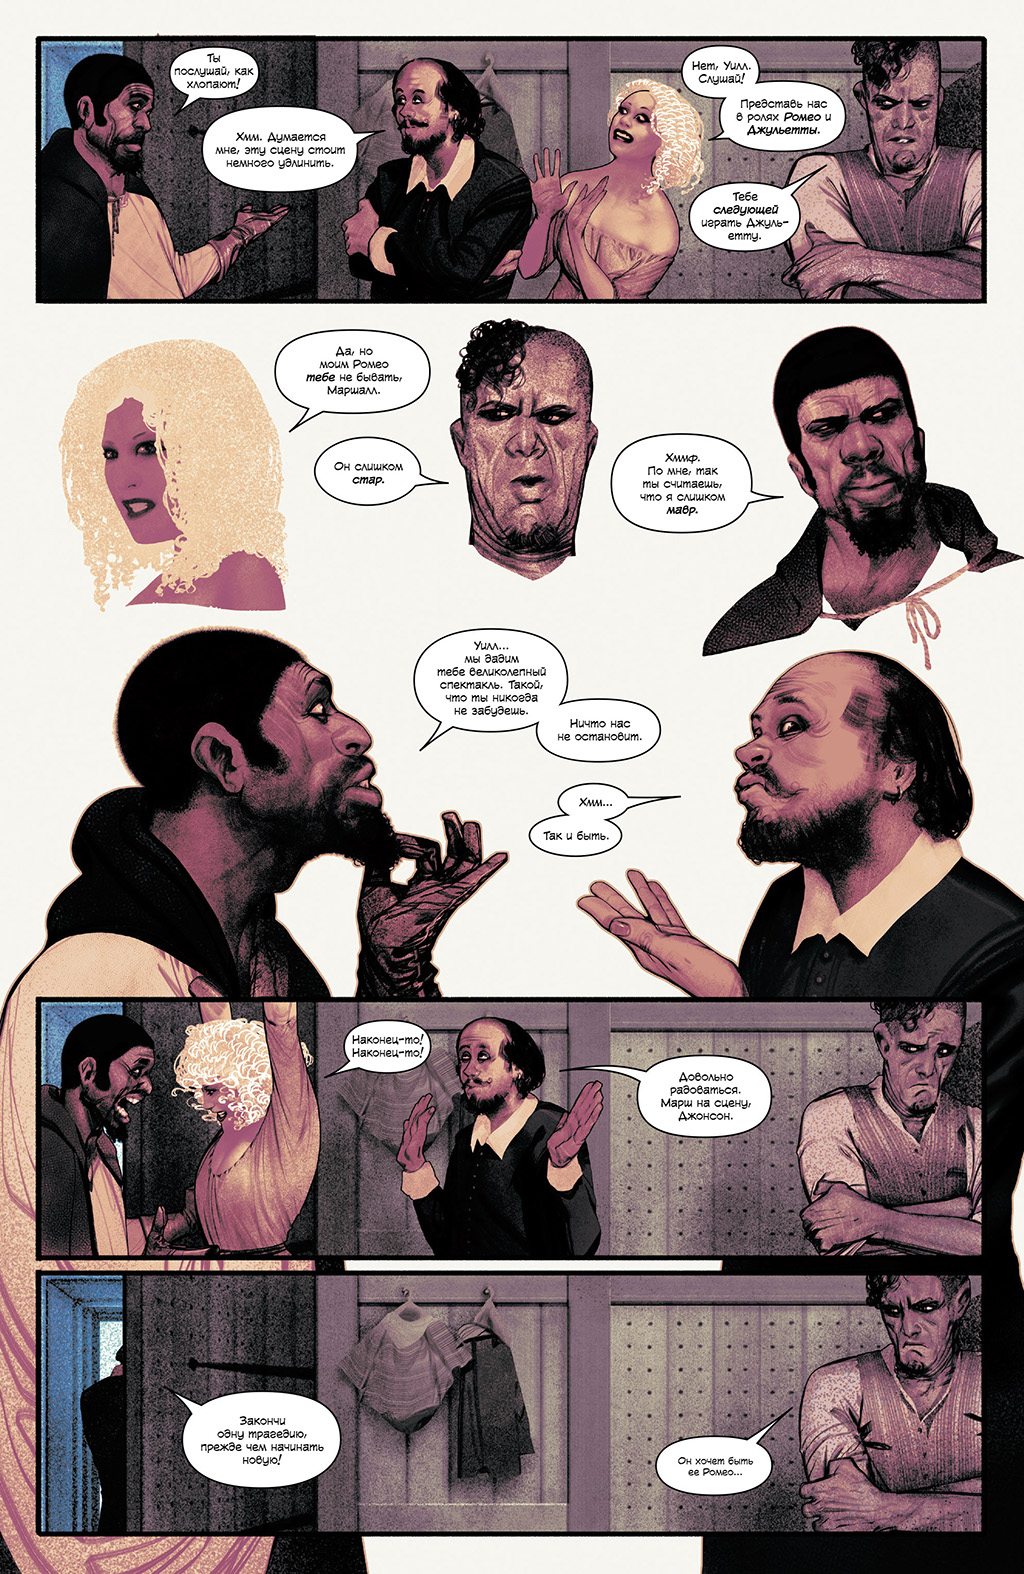 Ты
послушай, как
хлопают!
Хмм. Думается
мне, эту сцену стоит
немного удлинить.
Нет, Уилл.
Слушай!
Представь нас
в ролях Ромео и
Джульетты.
Тебе
следующей
играть Джуль-
етту.
Да, но
моим Ромео
тебе не бывать,
Маршалл.
Он слишком
стар.
Хммф.
По мне, так
ты считаешь,
что я слишком
мавр.
Уилл...
мы дадим
тебе великолепный
спектакль. Такой,
что ты никогда
не забудешь.
Ничто нас
не остановит.
Хмм...
Так и быть.
Наконец-то!
Наконец-то!
Довольно
радоваться.
Марш на сцену,
Джонсон.
Закончи
одну трагедию,
прежде чем начинать
новую!
Он хочет быть
ее Ромео...